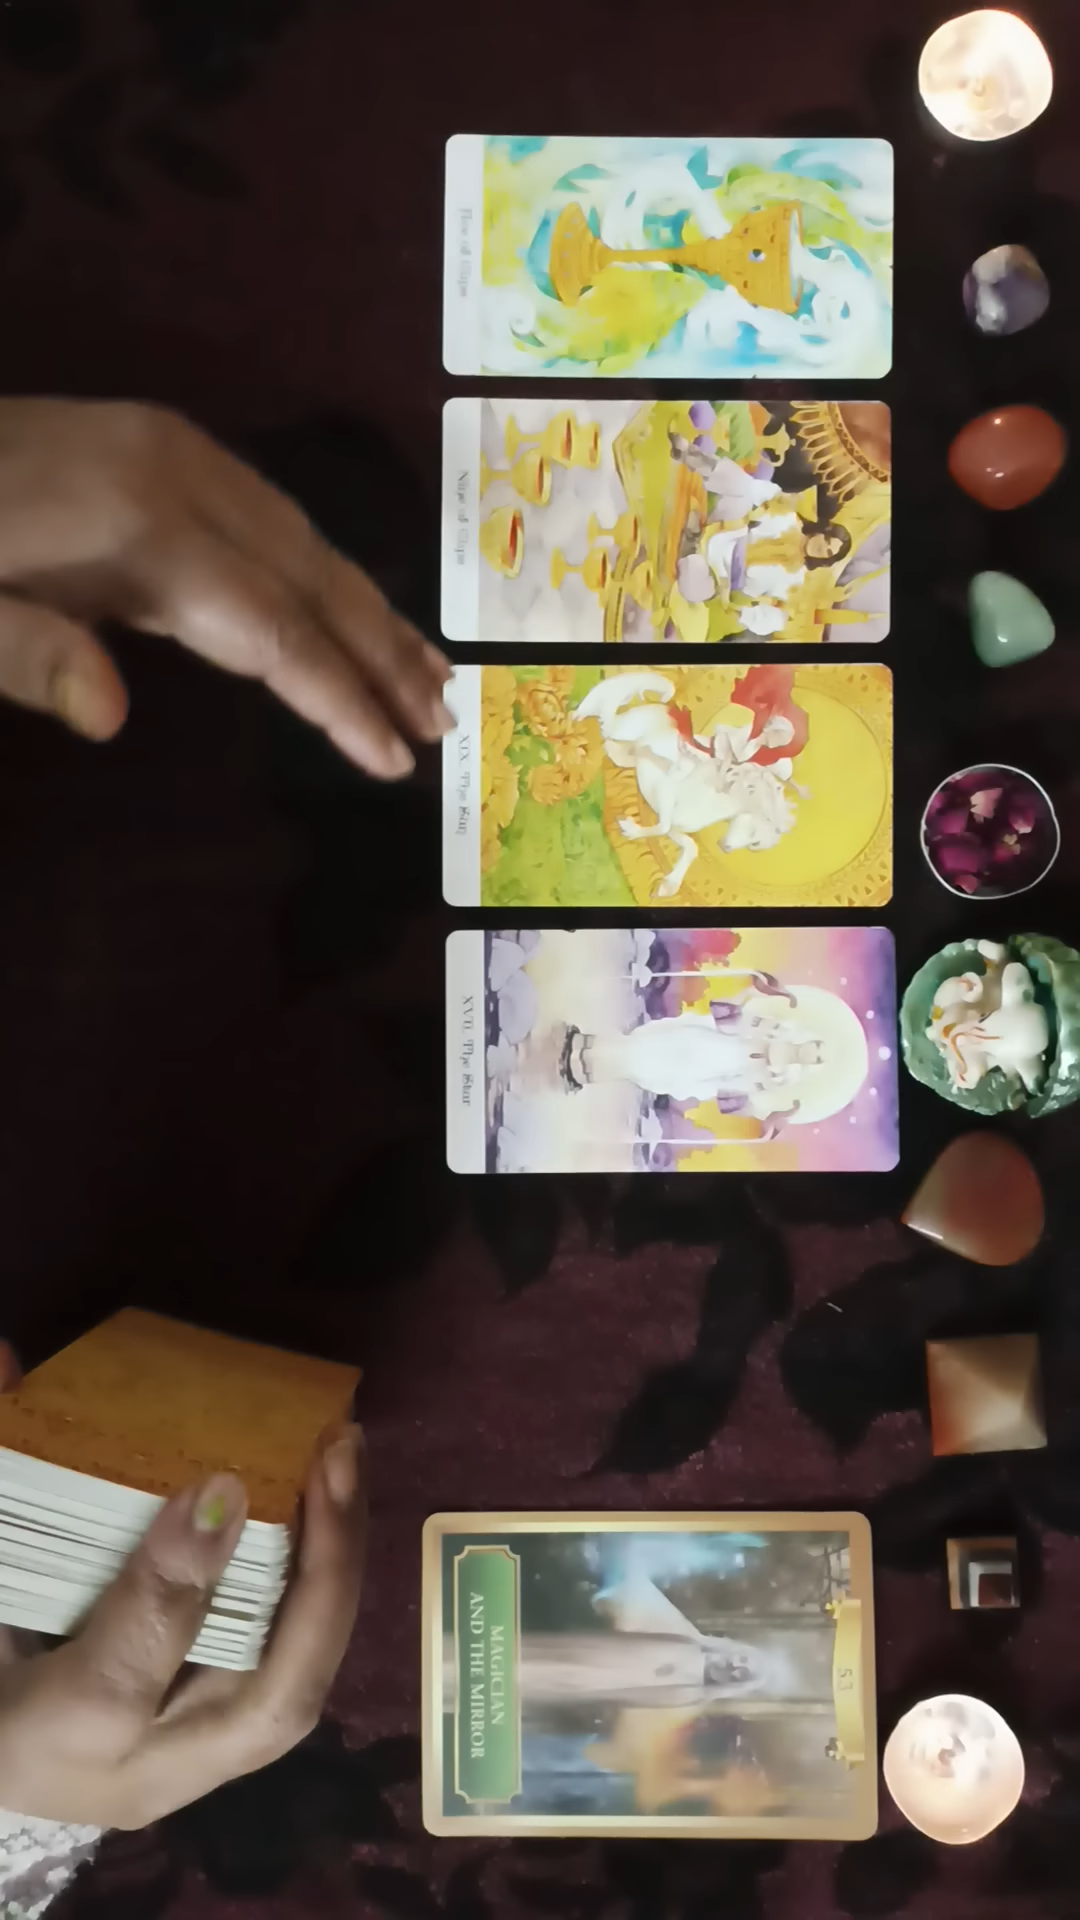 Ace of Cups
Nine of Cups
XIX. The Sun
XVII. The Star
53
MAGICIAN
AND THE MIRROR